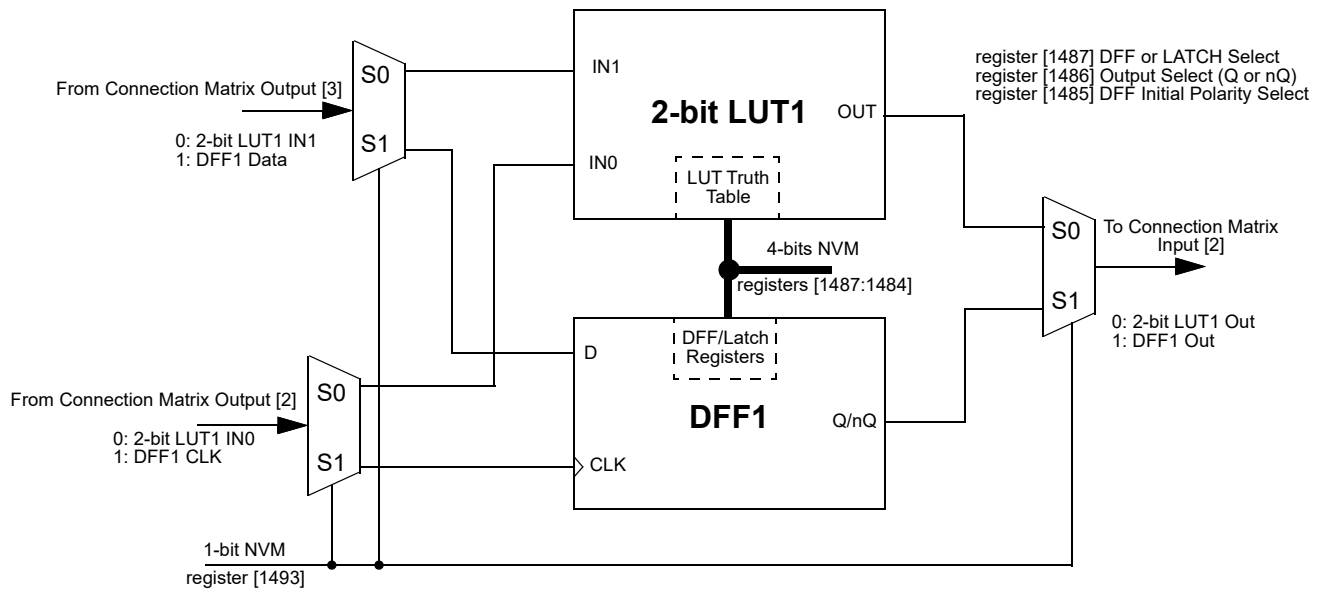 From Connection Matrix Output [3]
0: 2-bit LUT1 IN1
1: DFF1 Data
S0
S1
IN1
2-bit LUT1
OUT
IN0
LUT Truth
Table
register [1487] DFF or LATCH Select
register [1486] Output Select (Q or nQ)
register [1485] DFF Initial Polarity Select
4-bits NVM
registers [1487:1484]
S0
S1
To Connection Matrix
Input [2]
0: 2-bit LUT1 Out
1: DFF1 Out
From Connection Matrix Output [2]
0: 2-bit LUT1 IN0
1: DFF1 CLK
S0
S1
D
DFF/Latch
Registers
DFF1
Q/nQ
CLK
1-bit NVM
register [1493]